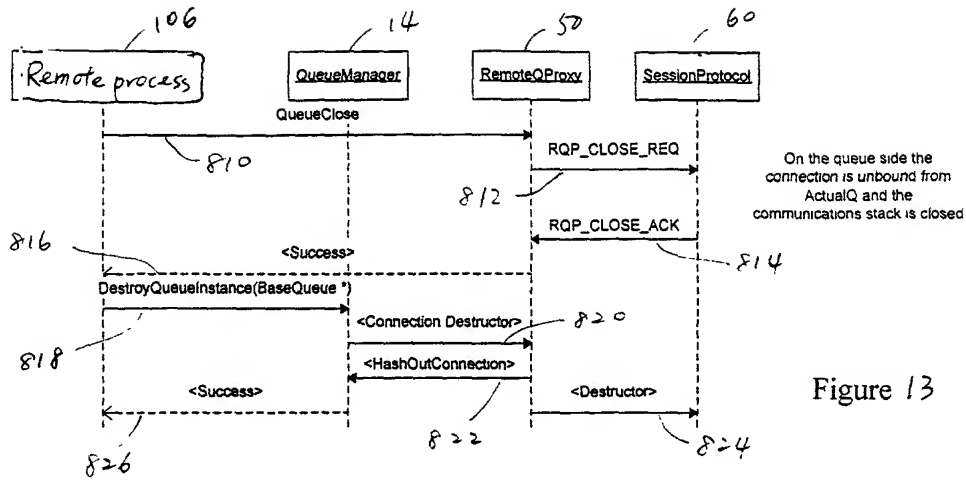 106
14
50
60
Remote process
QueueManager
RemoteQProxy
SessionProtocol
QueueClose
810
RQP_CLOSE_REQ
812
On the queue side the
connection is unbound from
ActualQ and the
communications stack is closed
RQP_CLOSE_ACK
814
<Success>
816
DestroyQueueInstance(BaseQueue *)
818
<Connection Destructor>
820
<HashOutConnection>
822
<Success>
826
<Destructor>
824
Figure 13